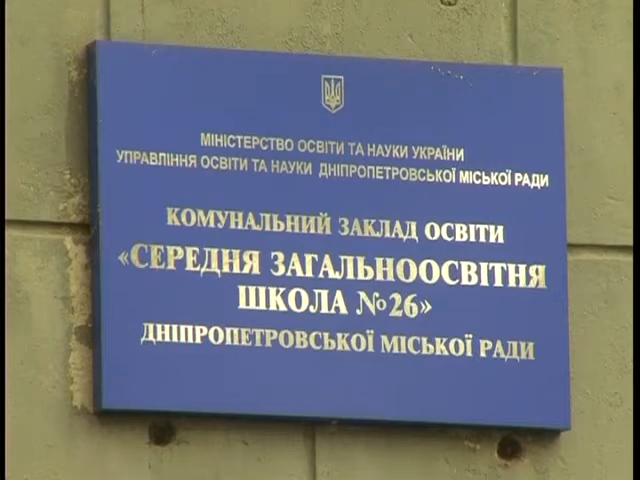 МІНІСТЕРСТВО ОСВІТИ ТА НАУКИ УКРАЇНИ
УПРАВЛІННЯ ОСВІТИ ТА НАУКИ ДНІПРОПЕТРОВСЬКОЇ МІСЬКОЇ РАДИ
КОМУНАЛЬНИЙ ЗАКЛАД ОСВІТИ
«СЕРЕДНЯ ЗАГАЛЬНООСВІТНЯ
ШКОЛА №26»
ДНІПРОПЕТРОВСЬКОЇ МІСЬКОЇ РАДИ